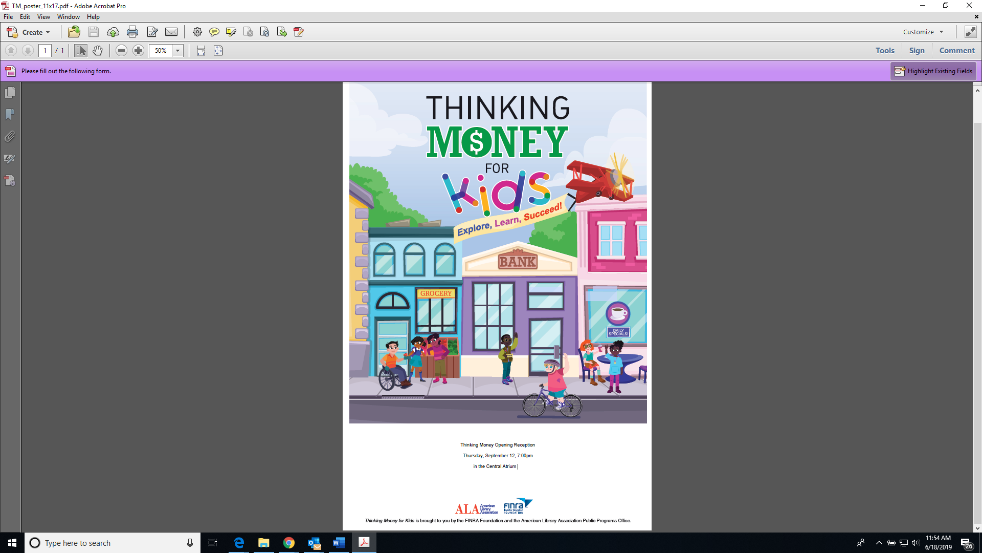 TM_poster_11x17.pdf - Adobe Acrobat Pro
File Edit View Window Help
Create
Customize
1 / 1
50%
Tools Sign Comment
Please fill out the following form.
Highlight Existing Fields
THINKING
MONEY
FOR
Kids
Explore, Learn, Succeed!
BANK
GROCERY
Thinking Money Opening Reception
Thursday, September 12, 7:00pm
in the Central Atrium
ALA American Library Association
finra
Thinking Money for Kids is brought to you by the FINRA Foundation and the American Library Association Public Programs Office.
Type here to search
11:54 AM
6/18/2019